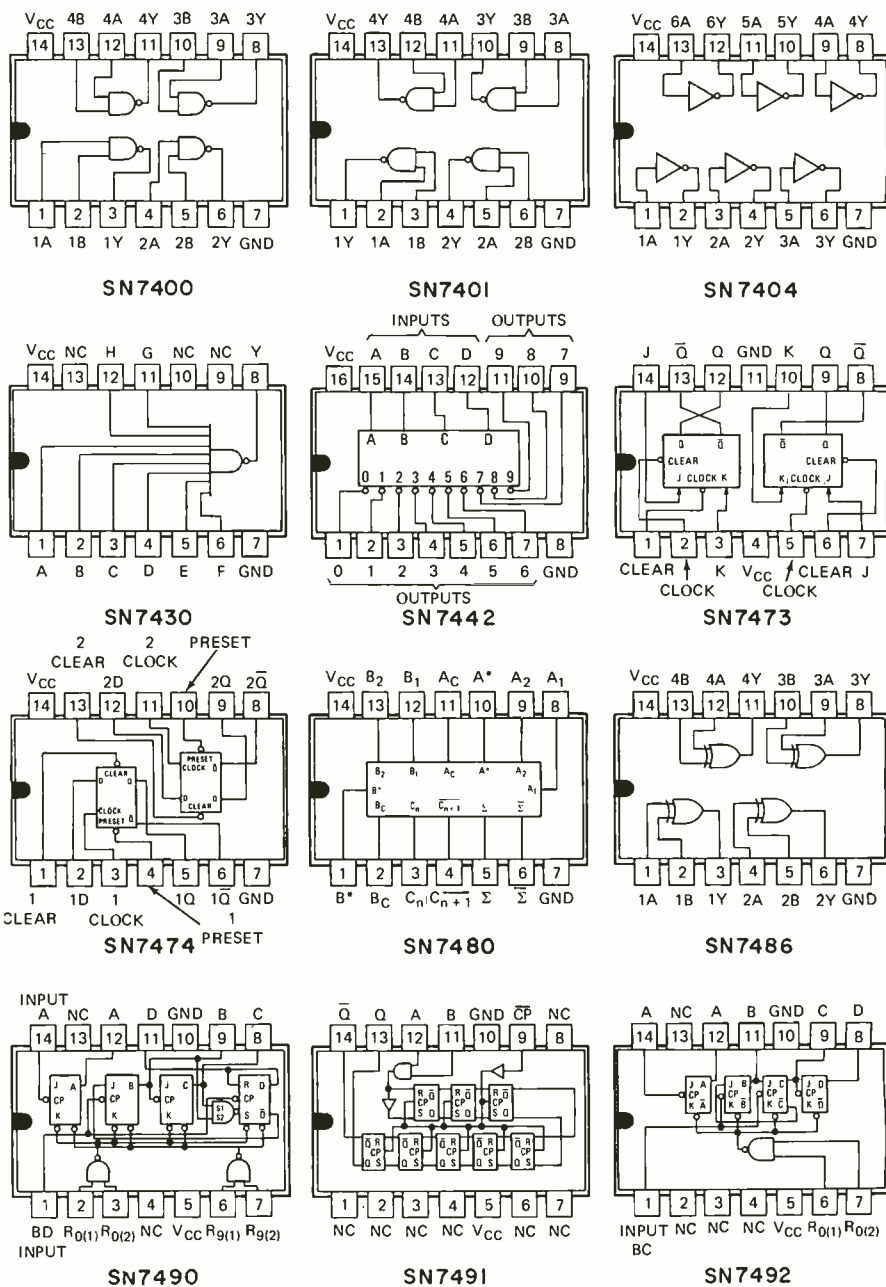 VCC 4B 4A 4Y 3B 3A 3Y
14 13 12 11 10 9 8
1 2 3 4 5 6 7
1A 1B 1Y 2A 2B 2Y GND
SN7400
VCC 4Y 4B 4A 3Y 3B 3A
14 13 12 11 10 9 8
1 2 3 4 5 6 7
1Y 1A 1B 2Y 2A 2B GND
SN7401
VCC 6A 6Y 5A 5Y 4A 4Y
14 13 12 11 10 9 8
1 2 3 4 5 6 7
1A 1Y 2A 2Y 3A 3Y GND
SN7404
VCC NC H G NC NC Y
14 13 12 11 10 9 8
1 2 3 4 5 6 7
A B C D E F GND
SN7430
INPUTS OUTPUTS
VCC A B C D 9 8 7
16 15 14 13 12 11 10 9
A B C D
0 1 2 3 4 5 6 7 8 9
1 2 3 4 5 6 7 8
0 1 2 3 4 5 6 GND
OUTPUTS
SN7442
J Q̅ Q GND K Q Q̅
14 13 12 11 10 9 8
Q Q̅ Q̅ Q
CLEAR CLEAR
J CLOCK K K CLOCK J
1 2 3 4 5 6 7
CLEAR K VCC CLEAR J
CLOCK CLOCK
SN7473
2 2 PRESET
CLEAR CLOCK
VCC 2D 2Q 2Q̅
14 13 12 11 10 9 8
PRESET
CLOCK Q̅
D Q
CLEAR
CLEAR
D Q
CLOCK
PRESET Q̅
1 2 3 4 5 6 7
1 1D 1 1Q 1Q̅ GND
CLEAR CLOCK 1
PRESET
SN7474
VCC B2 B1 AC A* A2 A1
14 13 12 11 10 9 8
B2 B1 AC A* A2
B* A1
BC Cn C̅n+1 Σ Σ̅
1 2 3 4 5 6 7
B* BC Cn C̅n+1 Σ Σ̅ GND
SN7480
VCC 4B 4A 4Y 3B 3A 3Y
14 13 12 11 10 9 8
1 2 3 4 5 6 7
1A 1B 1Y 2A 2B 2Y GND
SN7486
INPUT
A NC A D GND B C
14 13 12 11 10 9 8
J A J B J C R D
CP CP CP S1 CP
K K K S2 S Q̅
1 2 3 4 5 6 7
BD R0(1) R0(2) NC VCC R9(1) R9(2)
INPUT
SN7490
Q̅ Q A B GND C̅P̅ NC
14 13 12 11 10 9 8
R Q̅ R Q̅ R Q̅
CP CP CP
S Q S Q S Q
Q̅ R Q̅ R Q̅ R Q̅ R Q̅ R
CP CP CP CP CP
Q S Q S Q S Q S Q S
1 2 3 4 5 6 7
NC NC NC NC VCC NC NC
SN7491
A NC A B GND C D
14 13 12 11 10 9 8
J A J B J C J D
CP CP CP CP
K A̅ K B̅ K C̅ K D̅
1 2 3 4 5 6 7
INPUT NC NC NC VCC R0(1) R0(2)
BC
SN7492